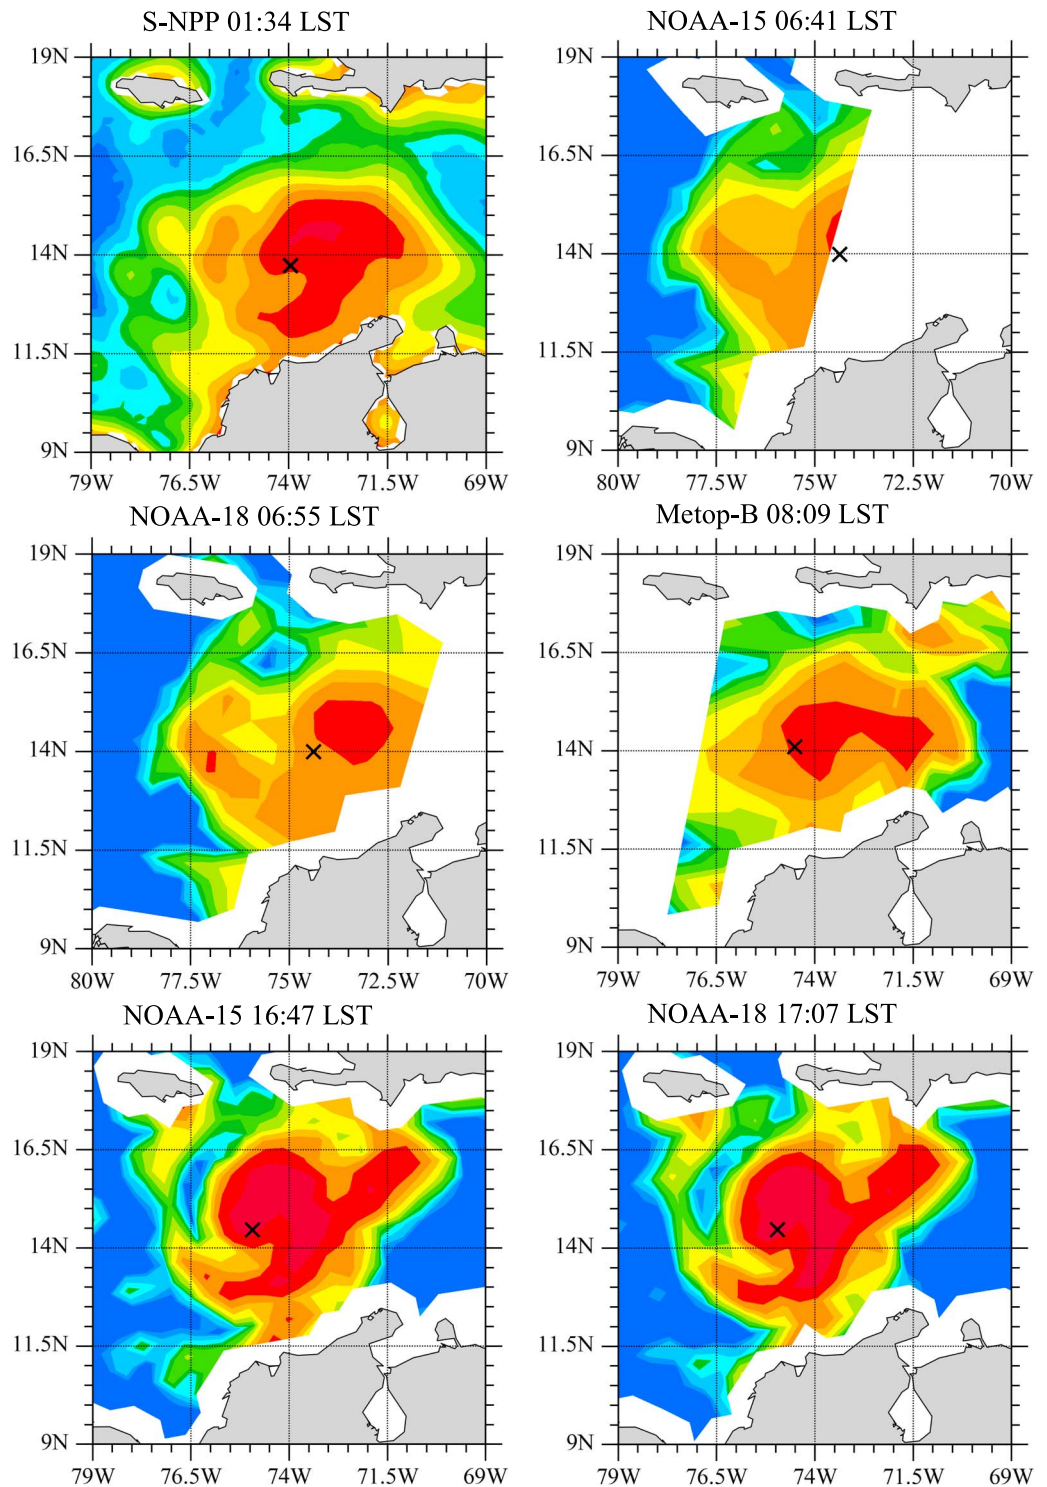 S-NPP 01:34 LST
NOAA-15 06:41 LST
19N
16.5N
14N
11.5N
9N
79W 76.5W 74W 71.5W 69W
19N
16.5N
14N
11.5N
9N
80W 77.5W 74W 72.5W 70W
NOAA-18 06:55 LST
Metop-B 08:09 LST
19N
16.5N
14N
11.5N
9N
80W 77.5W 74W 72.5W 70W
19N
16.5N
14N
11.5N
9N
79W 76.5W 74W 71.5W 69W
NOAA-15 16:47 LST
NOAA-18 17:07 LST
19N
16.5N
14N
11.5N
9N
79W 76.5W 74W 71.5W 69W
19N
16.5N
14N
11.5N
9N
79W 76.5W 74W 71.5W 69W